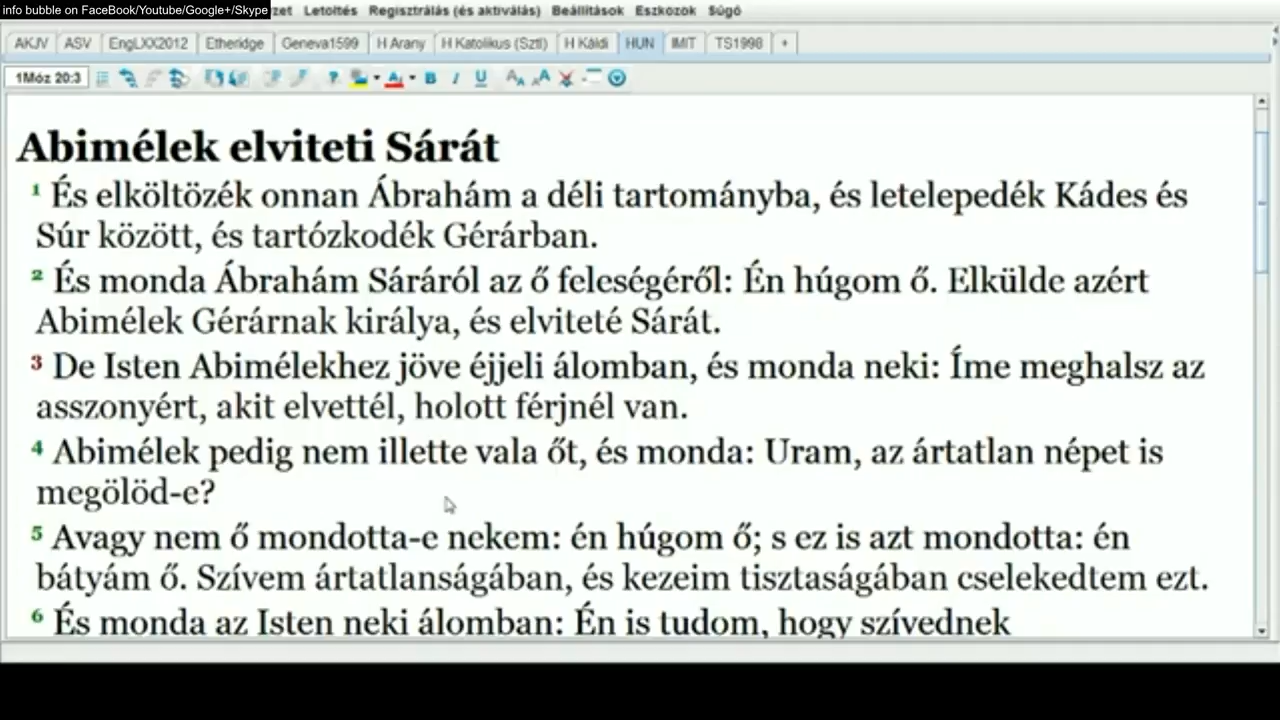 info bubble on FaceBook/Youtube/Google+/Skype
zet Letoltés Regisztrálás (és aktiválás) Beállítások Eszkozok Súgó
AKJV ASV EnglLXX2012 Etheridge Geneva1599 H Arany H Katolikus (SztI) H Káldi HUN IMIT TS1998 +
1Móz 20:3 ? A B I U
Abimélek elviteti Sárát
1 És elköltözék onnan Ábrahám a déli tartományba, és letelepedék Kádes és
Súr között, és tartózkodék Gérárban.
2 És monda Ábrahám Sáráról az ő feleségéről: Én húgom ő. Elkülde azért
Abimélek Gérárnak királya, és elviteté Sárát.
3 De Isten Abimélekhez jöve éjjeli álomban, és monda neki: Íme meghalsz az
asszonyért, akit elvettél, holott férjnél van.
4 Abimélek pedig nem illette vala őt, és monda: Uram, az ártatlan népet is
megölöd-e?
5 Avagy nem ő mondotta-e nekem: én húgom ő; s ez is azt mondotta: én
bátyám ő. Szívem ártatlanságában, és kezeim tisztaságában cselekedtem ezt.
6 És monda az Isten neki álomban: Én is tudom, hogy szívednek